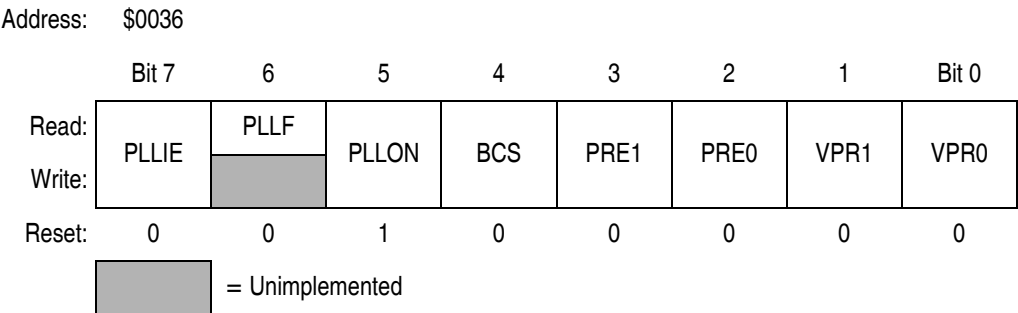 Address: $0036
Bit 7 6 5 4 3 2 1 Bit 0
Read: PLLIE PLLF PLLON BCS PRE1 PRE0 VPR1 VPR0
Write:
Reset: 0 0 1 0 0 0 0 0
= Unimplemented